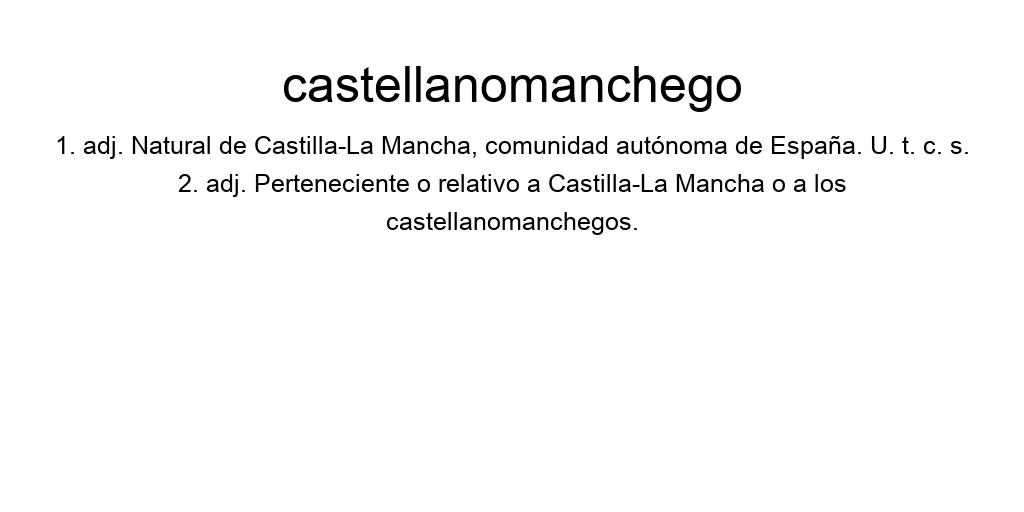 castellanomanchego
1. adj. Natural de Castilla-La Mancha, comunidad autónoma de España. U. t. c. s.
2. adj. Perteneciente o relativo a Castilla-La Mancha o a los
castellanomanchegos.